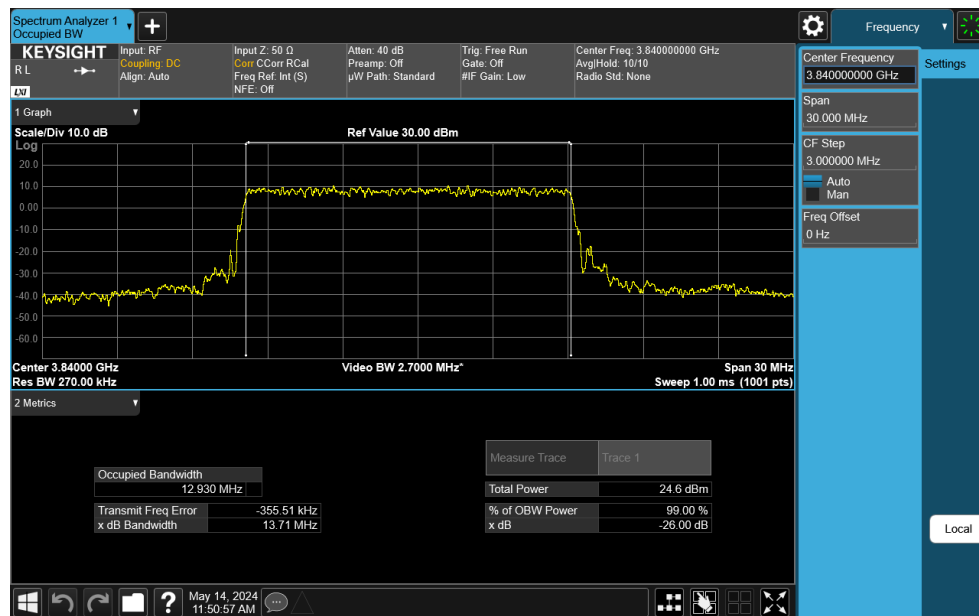 Spectrum Analyzer 1
Occupied BW
+
Frequency
KEYSIGHT
R L
LXI
Input: RF
Coupling: DC
Align: Auto
Input Z: 50 Ω
Corr CCorr RCal
Freq Ref: Int (S)
NFE: Off
Atten: 40 dB
Preamp: Off
µW Path: Standard
Trig: Free Run
Gate: Off
#IF Gain: Low
Center Freq: 3.840000000 GHz
Avg|Hold: 10/10
Radio Std: None
Center Frequency
3.840000000 GHz
Settings
Span
30.000 MHz
CF Step
3.000000 MHz
Auto
Man
Freq Offset
0 Hz
Local
1 Graph
Scale/Div 10.0 dB
Ref Value 30.00 dBm
Log
20.0
10.0
0.00
-10.0
-20.0
-30.0
-40.0
-50.0
-60.0
Center 3.84000 GHz
Video BW 2.7000 MHz*
Span 30 MHz
Res BW 270.00 kHz
Sweep 1.00 ms (1001 pts)
2 Metrics
Measure Trace
Trace 1
Occupied Bandwidth
12.930 MHz
Total Power
24.6 dBm
Transmit Freq Error
-355.51 kHz
% of OBW Power
99.00 %
x dB Bandwidth
13.71 MHz
x dB
-26.00 dB
?
May 14, 2024
11:50:57 AM